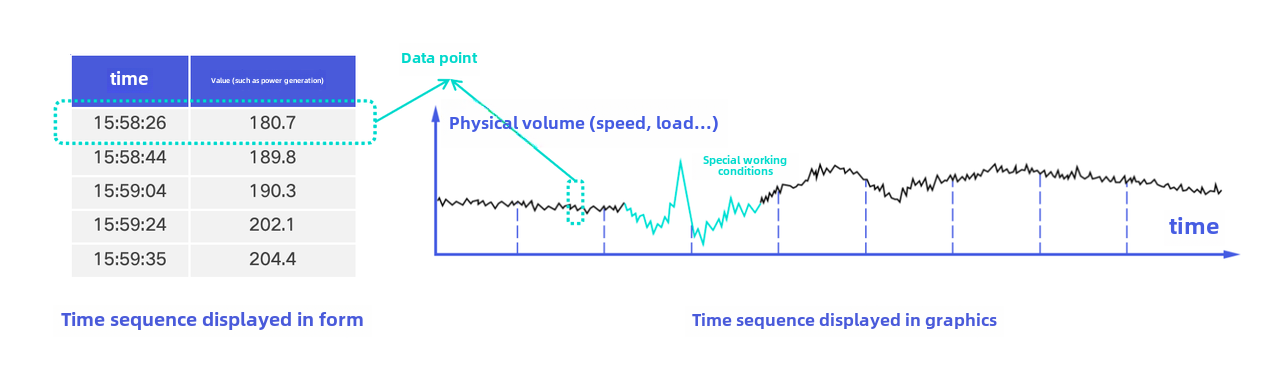 Data point
time
Value (such as power generation)
15:58:26 180.7
15:58:44 189.8
15:59:04 190.3
15:59:24 202.1
15:59:35 204.4
Time sequence displayed in form
Physical volume (speed, load...)
Special working
conditions
time
Time sequence displayed in graphics